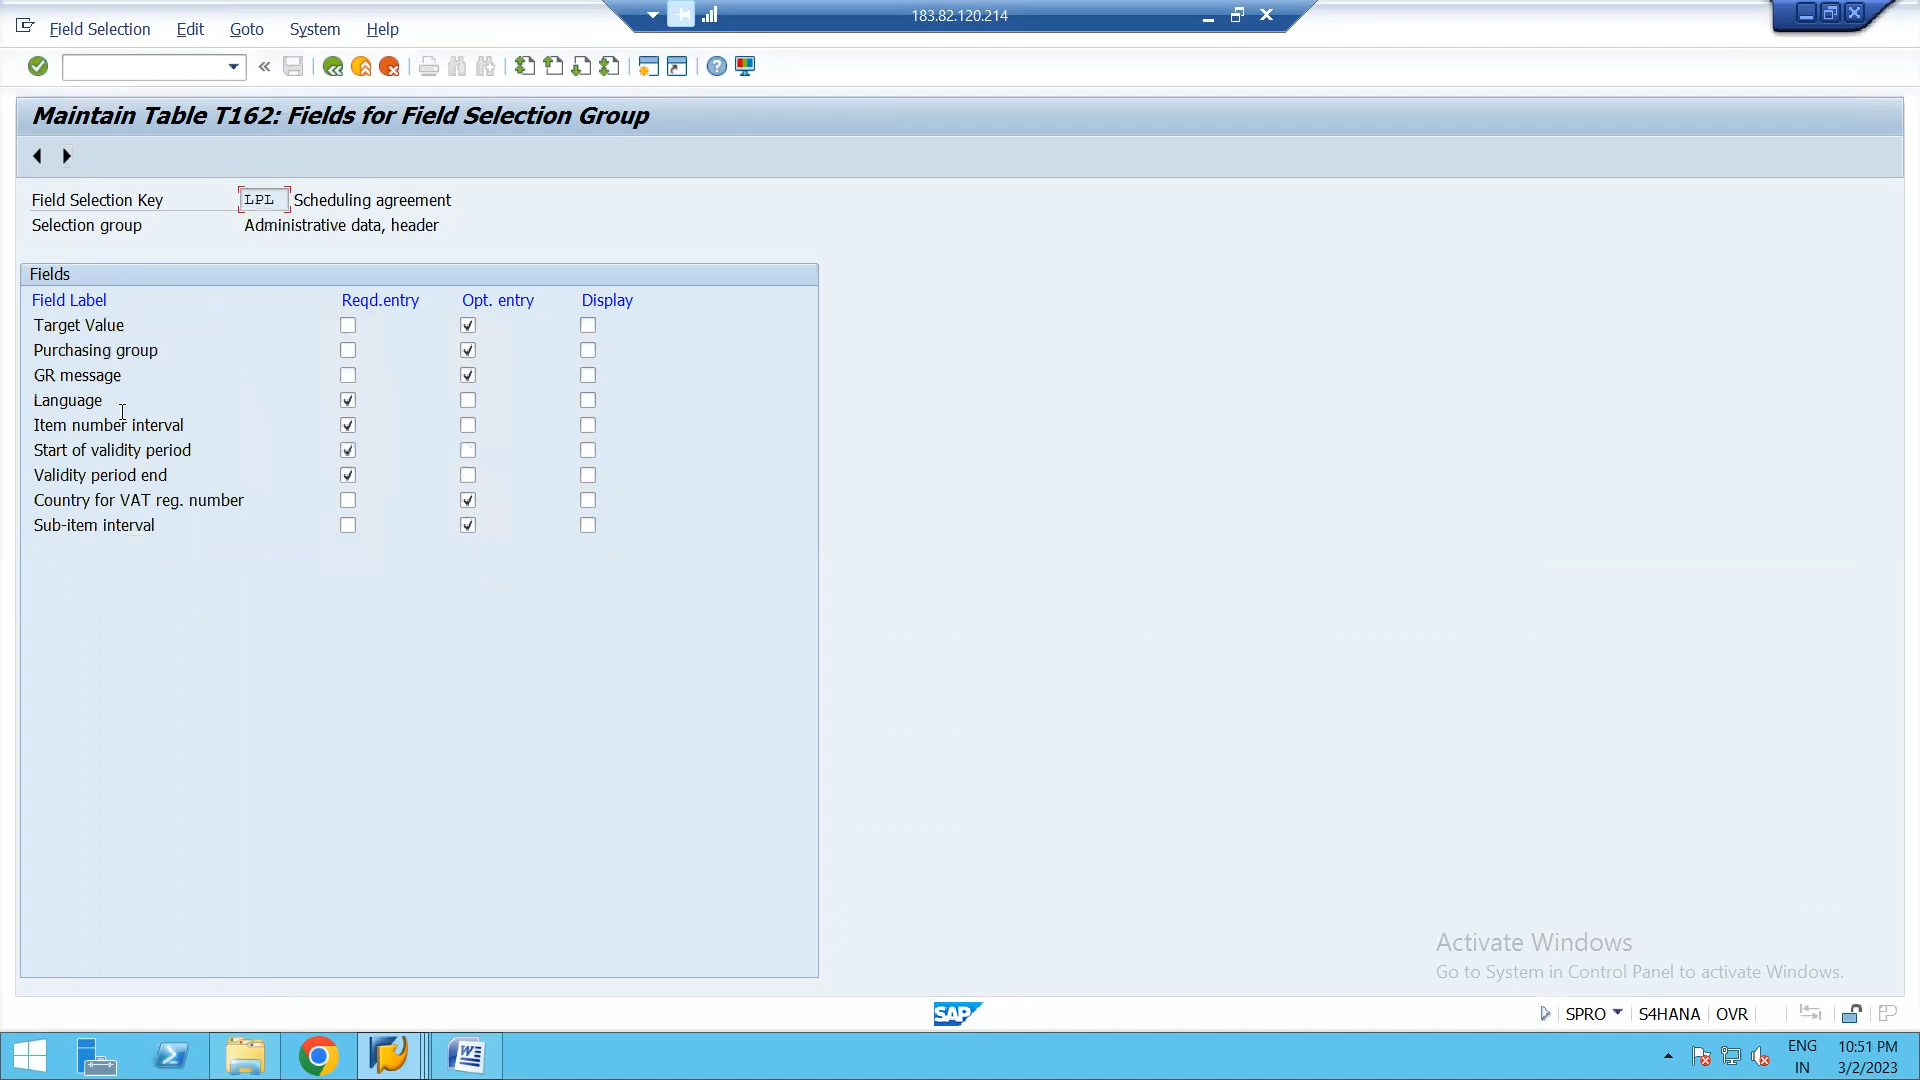 183.82.120.214
Field Selection Edit Goto System Help
Maintain Table T162: Fields for Field Selection Group
Field Selection Key LPL Scheduling agreement
Selection group Administrative data, header
Fields
Field Label Reqd.entry Opt. entry Display
Target Value
Purchasing group
GR message
Language
Item number interval
Start of validity period
Validity period end
Country for VAT reg. number
Sub-item interval
Activate Windows
Go to System in Control Panel to activate Windows.
SAP SPRO S4HANA OVR
ENG 10:51 PM
IN 3/2/2023